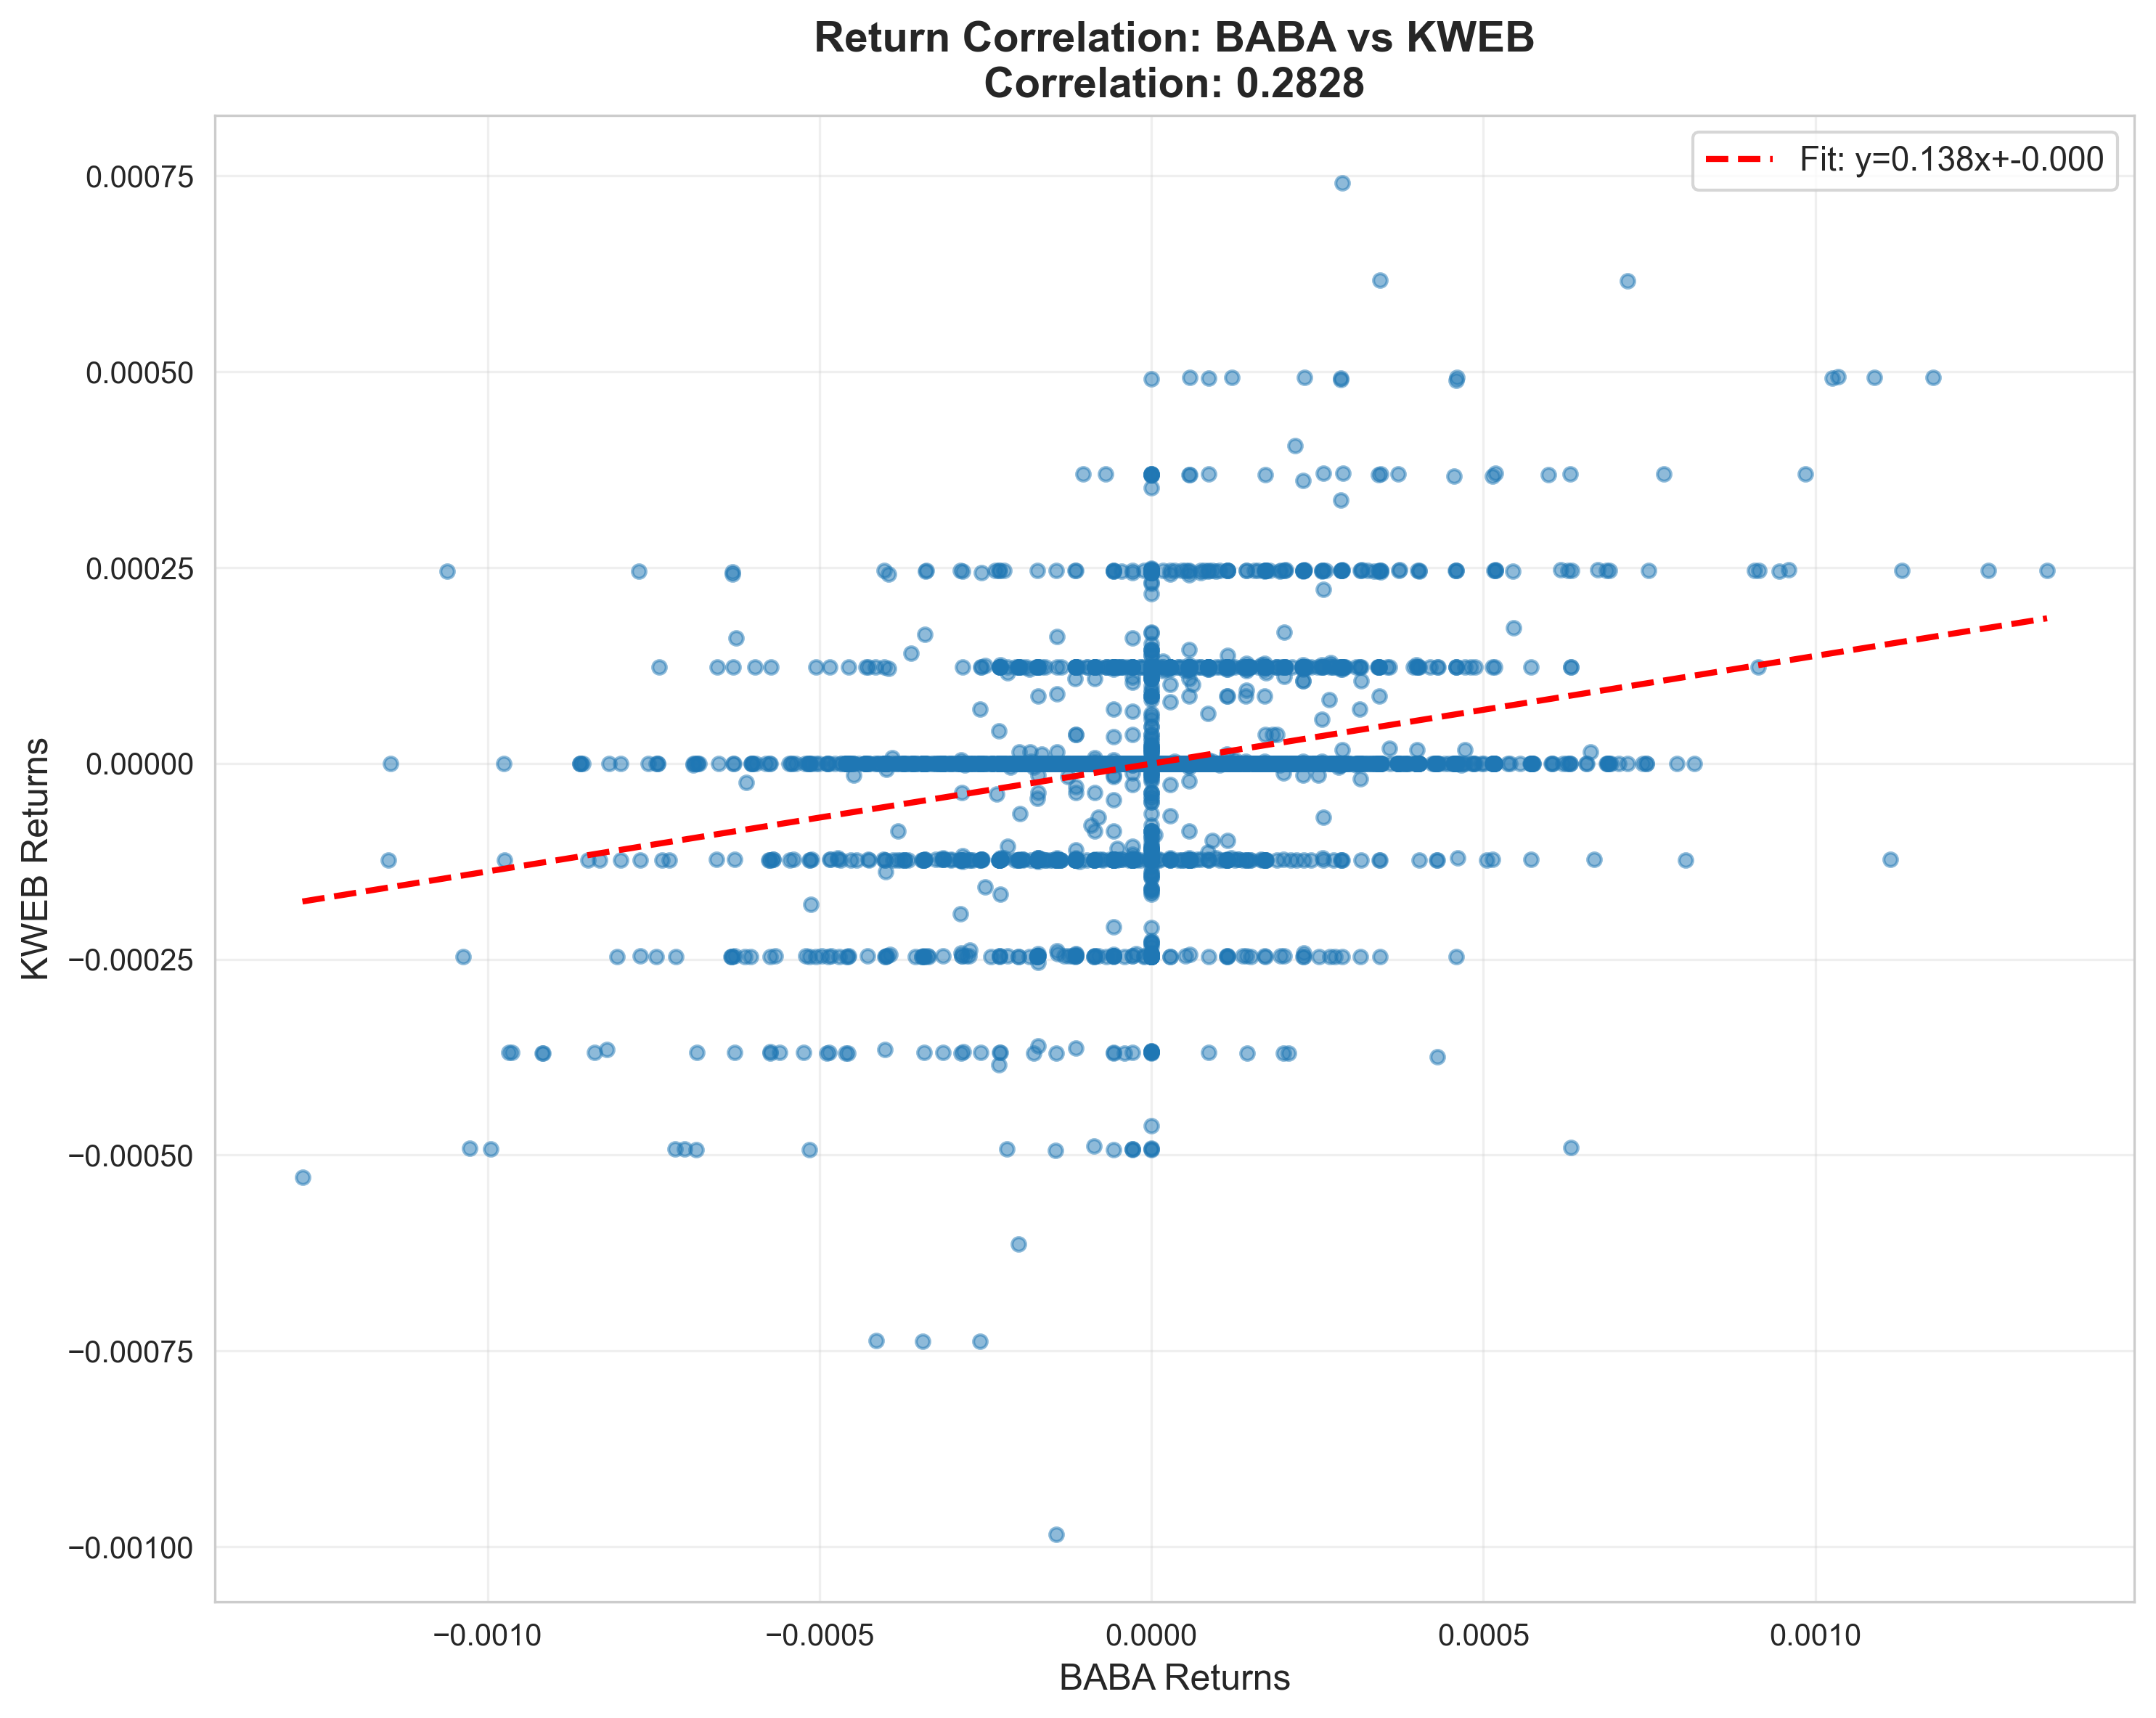 Return Correlation: BABA vs KWEB
Correlation: 0.2828
Fit: y=0.138x+-0.000
0.00075
0.00050
0.00025
0.00000
−0.00025
−0.00050
−0.00075
−0.00100
KWEB Returns
−0.0010
−0.0005
0.0000
0.0005
0.0010
BABA Returns